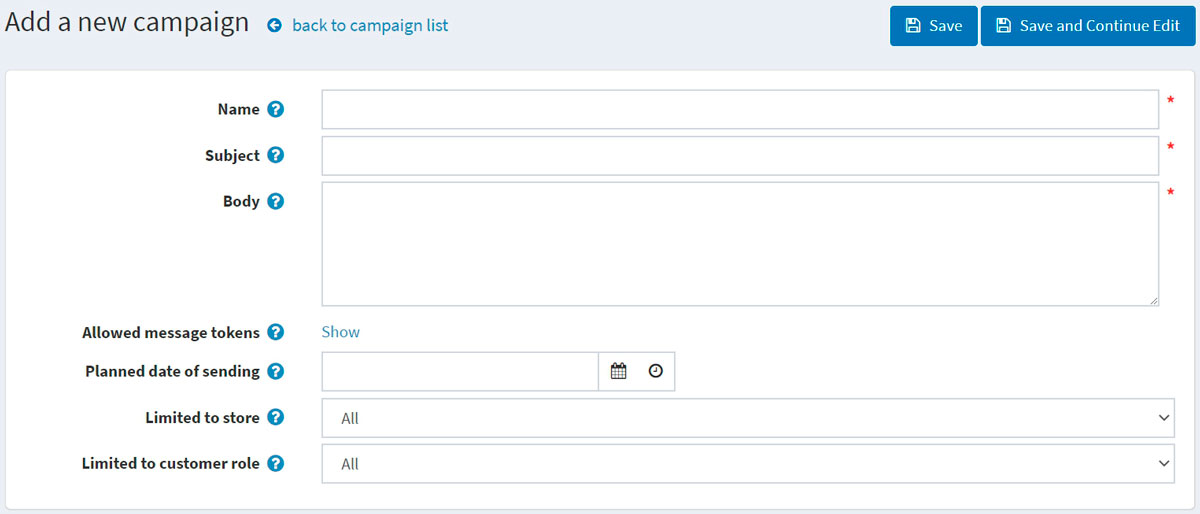 Add a new campaign back to campaign list Save Save and Continue Edit
Name ? *
Subject ? *
Body ? *
Allowed message tokens ? Show
Planned date of sending ?
Limited to store ? All
Limited to customer role ? All